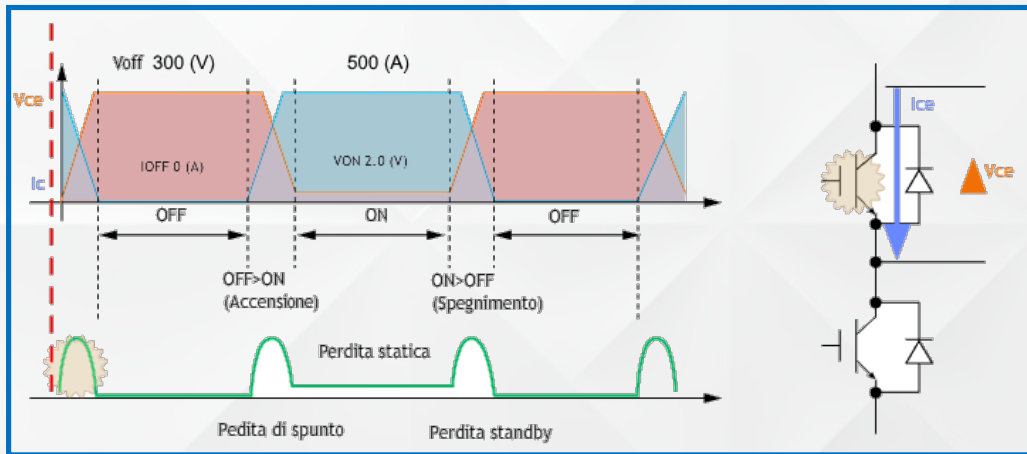 Voff 300 (V)
500 (A)
Vce
IOFF 0 (A)
VON 2.0 (V)
Ic
OFF
ON
OFF
OFF>ON
(Accensione)
ON>OFF
(Spegnimento)
Perdita statica
Pedita di spunto
Perdita standby
Ice
Vce